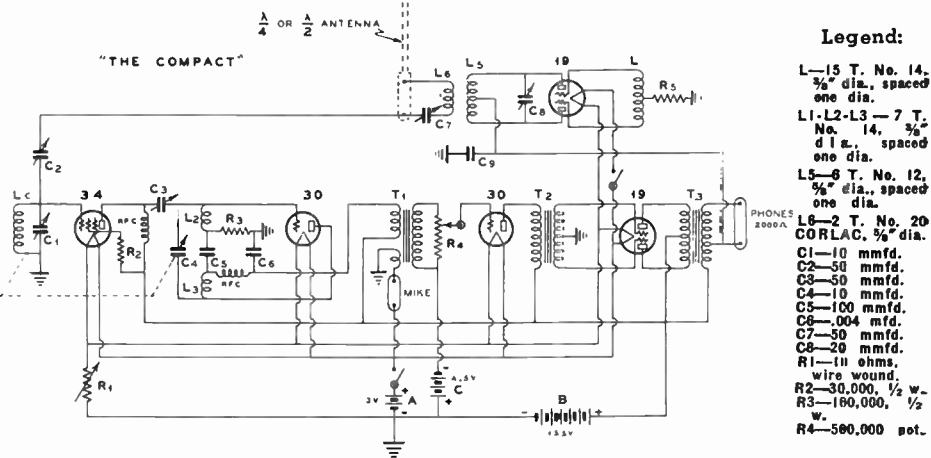 λ/4 OR λ/2 ANTENNA
"THE COMPACT"
L6
L5
19
L
R5
C7
C8
C9
C2
Lc
34
C3
30
T1
30
T2
19
T3
C1
RFC
R2
L2
R3
C4
C5
C6
L3
RFC
R4
MIKE
PHONES
2000Ω
R1
3V
A
4.5V
C
B
135V
Legend:
L—15 T. No. 14,
⅜" dia., spaced
one dia.
L1-L2-L3 — 7 T.
No. 14, ⅜"
dia., spaced
one dia.
L5—6 T. No. 12,
⅝" dia., spaced
one dia.
L6—2 T. No. 20
CORLAC, ⅝" dia.
C1—10 mmfd.
C2—50 mmfd.
C3—50 mmfd.
C4—10 mmfd.
C5—100 mmfd.
C6—.004 mfd.
C7—50 mmfd.
C8—20 mmfd.
R1—10 ohms,
wire wound.
R2—30,000, ½ w.
R3—100,000, ½
w.
R4—500,000 pot.